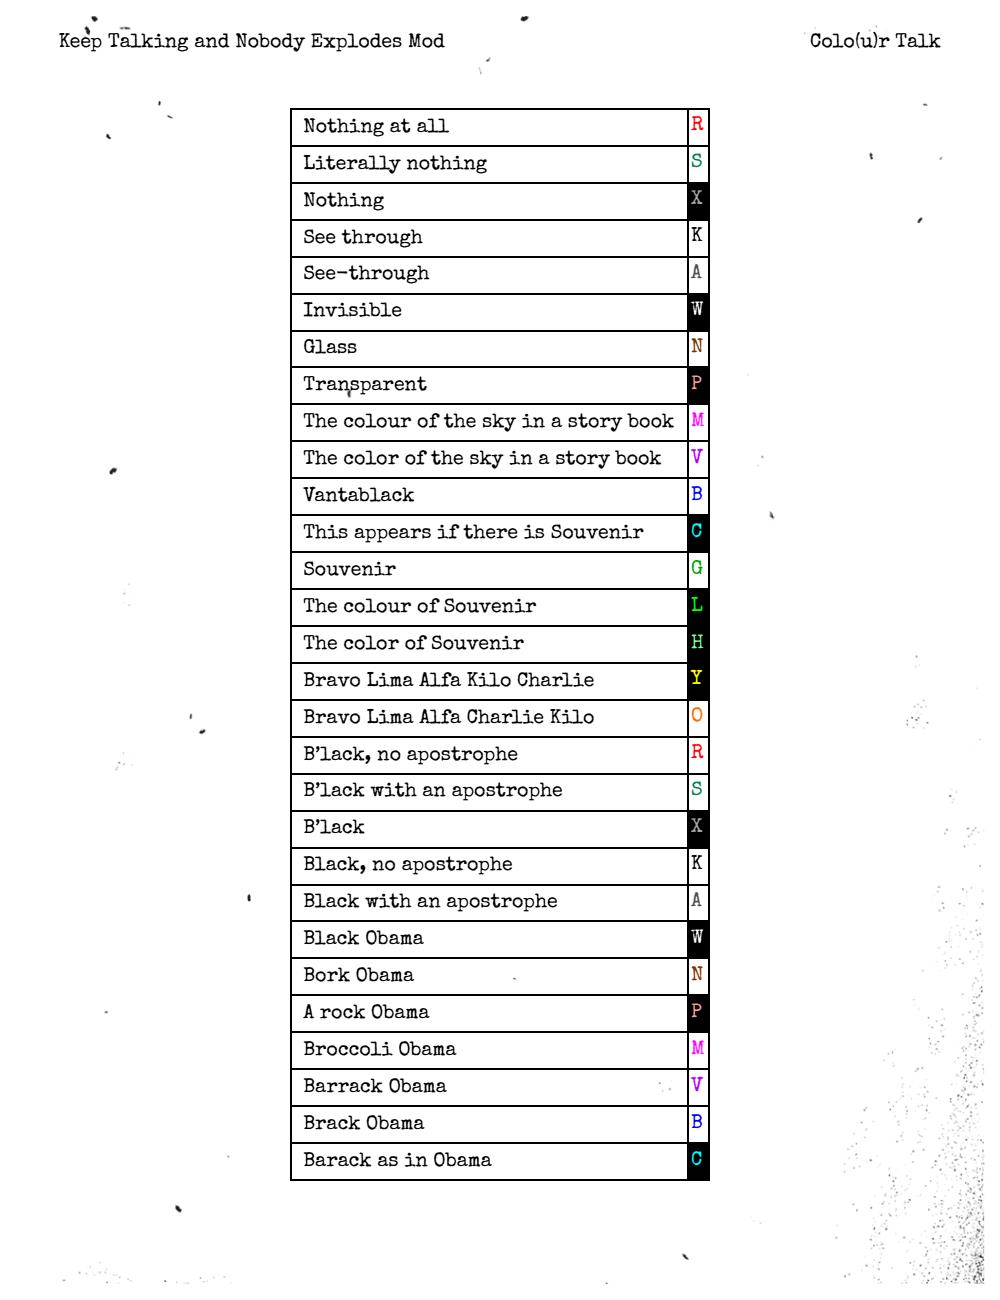 Keep Talking and Nobody Explodes Mod Colo(u)r Talk
Nothing at all R
Literally nothing S
Nothing X
See through K
See-through A
Invisible W
Glass N
Transparent P
The colour of the sky in a story book M
The color of the sky in a story book V
Vantablack B
This appears if there is Souvenir C
Souvenir G
The colour of Souvenir L
The color of Souvenir H
Bravo Lima Alfa Kilo Charlie Y
Bravo Lima Alfa Charlie Kilo O
B’lack, no apostrophe R
B’lack with an apostrophe S
B’lack X
Black, no apostrophe K
Black with an apostrophe A
Black Obama W
Bork Obama N
A rock Obama P
Broccoli Obama M
Barrack Obama V
Brack Obama B
Barack as in Obama C